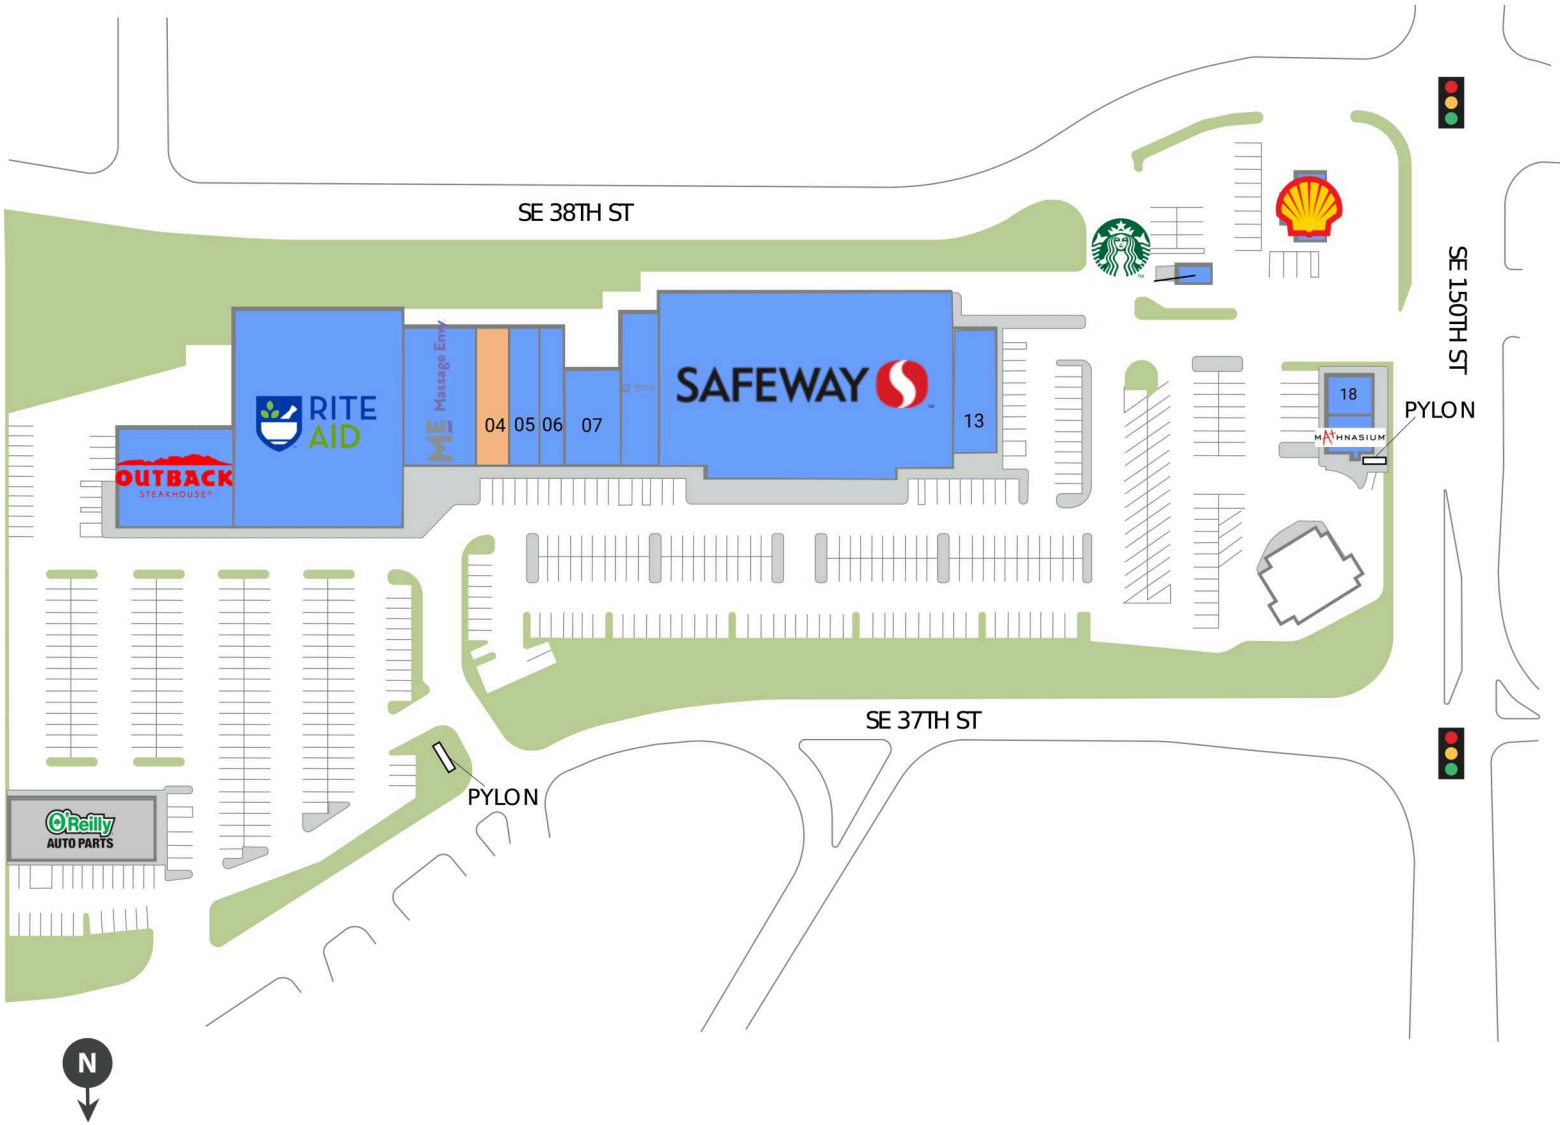 SE 38TH ST
SE 150TH ST
RITE
AID
OUTBACK
STEAKHOUSE®
ME Massage Envy
04
05
06
07
SAFEWAY
13
18
MATHNASIUM
PYLON
SE 37TH ST
PYLON
O'Reilly
AUTO PARTS
N